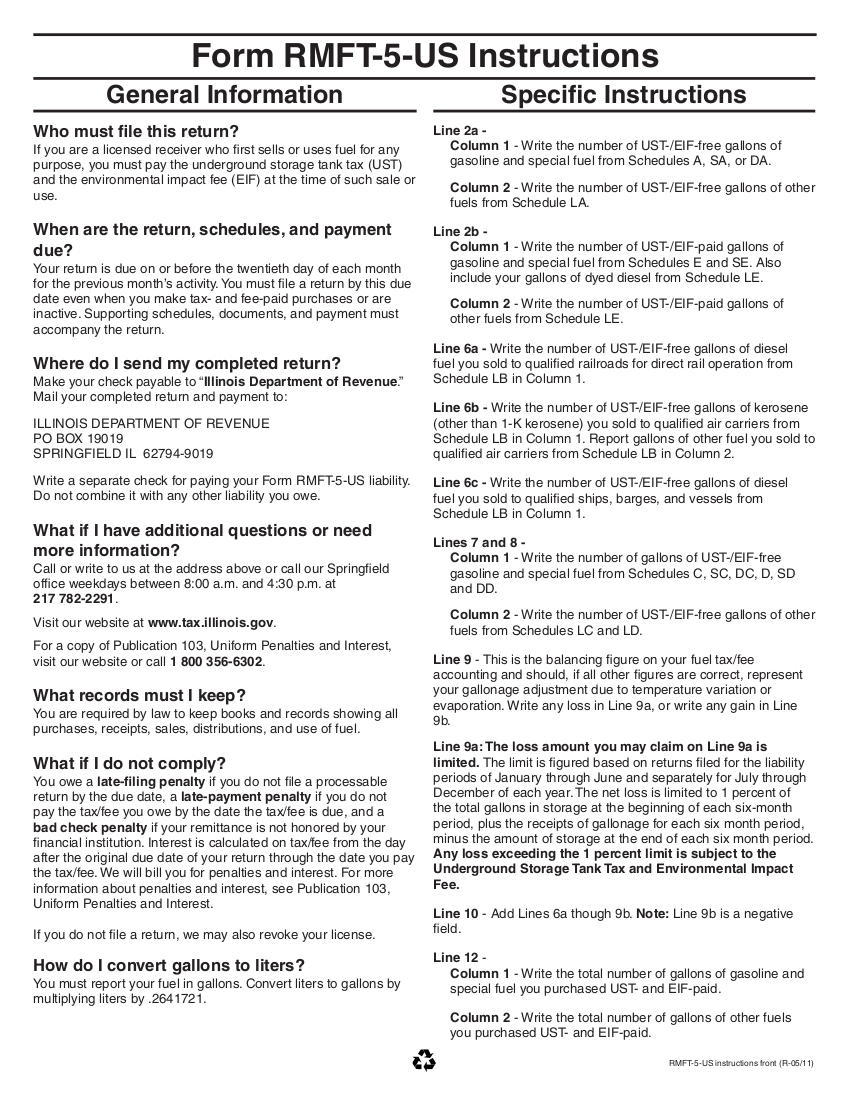 Form RMFT-5-US Instructions
General Information
Who must file this return?
If you are a licensed receiver who first sells or uses fuel for any
purpose, you must pay the underground storage tank tax (UST)
and the environmental impact fee (EIF) at the time of such sale or
use.
When are the return, schedules, and payment
due?
Your return is due on or before the twentieth day of each month
for the previous month's activity. You must file a return by this due
date even when you make tax- and fee-paid purchases or are
inactive. Supporting schedules, documents, and payment must
accompany the return.
Where do I send my completed return?
Make your check payable to “Illinois Department of Revenue.”
Mail your completed return and payment to:
ILLINOIS DEPARTMENT OF REVENUE
PO BOX 19019
SPRINGFIELD IL  62794-9019
Write a separate check for paying your Form RMFT-5-US liability.
Do not combine it with any other liability you owe.
What if I have additional questions or need
more information?
Call or write to us at the address above or call our Springfield
office weekdays between 8:00 a.m. and 4:30 p.m. at
217 782-2291.
Visit our website at www.tax.illinois.gov.
For a copy of Publication 103, Uniform Penalties and Interest,
visit our website or call 1 800 356-6302.
What records must I keep?
You are required by law to keep books and records showing all
purchases, receipts, sales, distributions, and use of fuel.
What if I do not comply?
You owe a late-filing penalty if you do not file a processable
return by the due date, a late-payment penalty if you do not
pay the tax/fee you owe by the date the tax/fee is due, and a
bad check penalty if your remittance is not honored by your
financial institution. Interest is calculated on tax/fee from the day
after the original due date of your return through the date you pay
the tax/fee. We will bill you for penalties and interest. For more
information about penalties and interest, see Publication 103,
Uniform Penalties and Interest.
If you do not file a return, we may also revoke your license.
How do I convert gallons to liters?
You must report your fuel in gallons. Convert liters to gallons by
multiplying liters by .2641721.
Specific Instructions
Line 2a -
Column 1 - Write the number of UST-/EIF-free gallons of
gasoline and special fuel from Schedules A, SA, or DA.
Column 2 - Write the number of UST-/EIF-free gallons of other
fuels from Schedule LA.
Line 2b -
Column 1 - Write the number of UST-/EIF-paid gallons of
gasoline and special fuel from Schedules E and SE. Also
include your gallons of dyed diesel from Schedule LE.
Column 2 - Write the number of UST-/EIF-paid gallons of
other fuels from Schedule LE.
Line 6a - Write the number of UST-/EIF-free gallons of diesel
fuel you sold to qualified railroads for direct rail operation from
Schedule LB in Column 1.
Line 6b - Write the number of UST-/EIF-free gallons of kerosene
(other than 1-K kerosene) you sold to qualified air carriers from
Schedule LB in Column 1. Report gallons of other fuel you sold to
qualified air carriers from Schedule LB in Column 2.
Line 6c - Write the number of UST-/EIF-free gallons of diesel
fuel you sold to qualified ships, barges, and vessels from
Schedule LB in Column 1.
Lines 7 and 8 -
Column 1 - Write the number of gallons of UST-/EIF-free
gasoline and special fuel from Schedules C, SC, DC, D, SD
and DD.
Column 2 - Write the number of UST-/EIF-free gallons of other
fuels from Schedules LC and LD.
Line 9 - This is the balancing figure on your fuel tax/fee
accounting and should, if all other figures are correct, represent
your gallonage adjustment due to temperature variation or
evaporation. Write any loss in Line 9a, or write any gain in Line
9b.
Line 9a: The loss amount you may claim on Line 9a is
limited. The limit is figured based on returns filed for the liability
periods of January through June and separately for July through
December of each year. The net loss is limited to 1 percent of
the total gallons in storage at the beginning of each six-month
period, plus the receipts of gallonage for each six month period,
minus the amount of storage at the end of each six month period.
Any loss exceeding the 1 percent limit is subject to the
Underground Storage Tank Tax and Environmental Impact
Fee.
Line 10 - Add Lines 6a though 9b. Note: Line 9b is a negative
field.
Line 12 -
Column 1 - Write the total number of gallons of gasoline and
special fuel you purchased UST- and EIF-paid.
Column 2 - Write the total number of gallons of other fuels
you purchased UST- and EIF-paid.
RMFT-5-US instructions front (R-05/11)